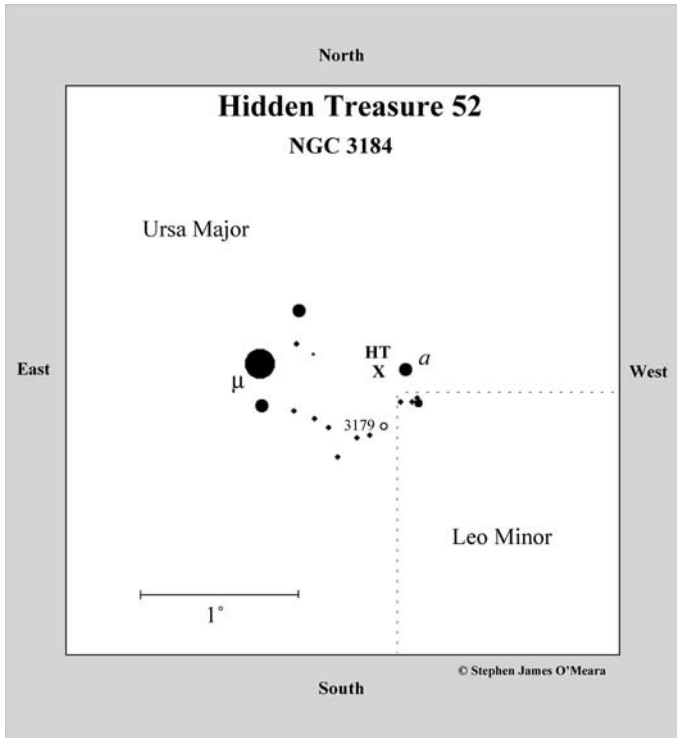 North
Hidden Treasure 52
NGC 3184
Ursa Major
HT
a
X
East
West
μ
3179
Leo Minor
1°
© Stephen James O'Meara
South